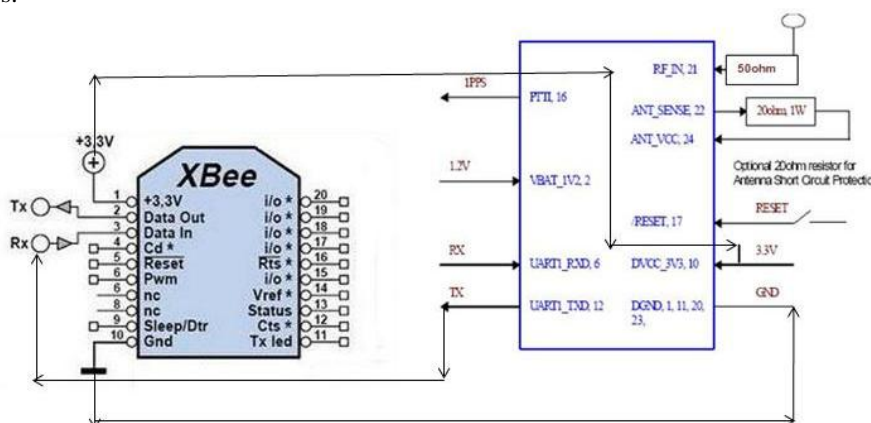 s.
+3,3V
Tx
Rx
XBee
1 +3,3V
2 Data Out
3 Data In
4 Cd *
5 Reset
6 Pwm
6 nc
8 nc
9 Sleep/Dtr
10 Gnd
i/o * 20
i/o * 19
i/o * 18
i/o * 17
Rts * 16
i/o * 15
Vref * 14
Status 13
Cts * 12
Tx led 11
1PPS
PTTI, 16
1.2V
VBAT_1V2, 2
RX
UART1_RXD, 6
TX
UART1_TXD, 12
RF_IN, 21
50ohm
ANT_SENSE, 22
20ohm, 1W
ANT_VCC, 24
Optional 20ohm resistor for
Antenna Short Circuit Protectio
/RESET, 17
RESET
DVCC_3V3, 10
3.3V
DGND, 1, 11, 20,
23,
GND